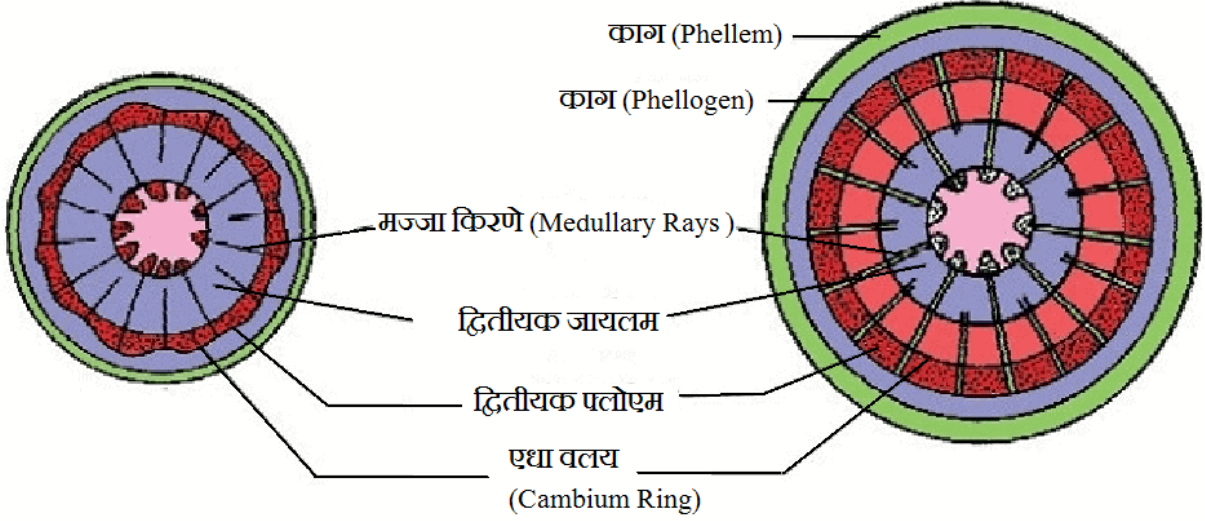 काग (Phellem)
काग (Phellogen)
मज्जा किरणे (Medullary Rays )
द्वितीयक जायलम
द्वितीयक फ्लोएम
एधा वलय
(Cambium Ring)